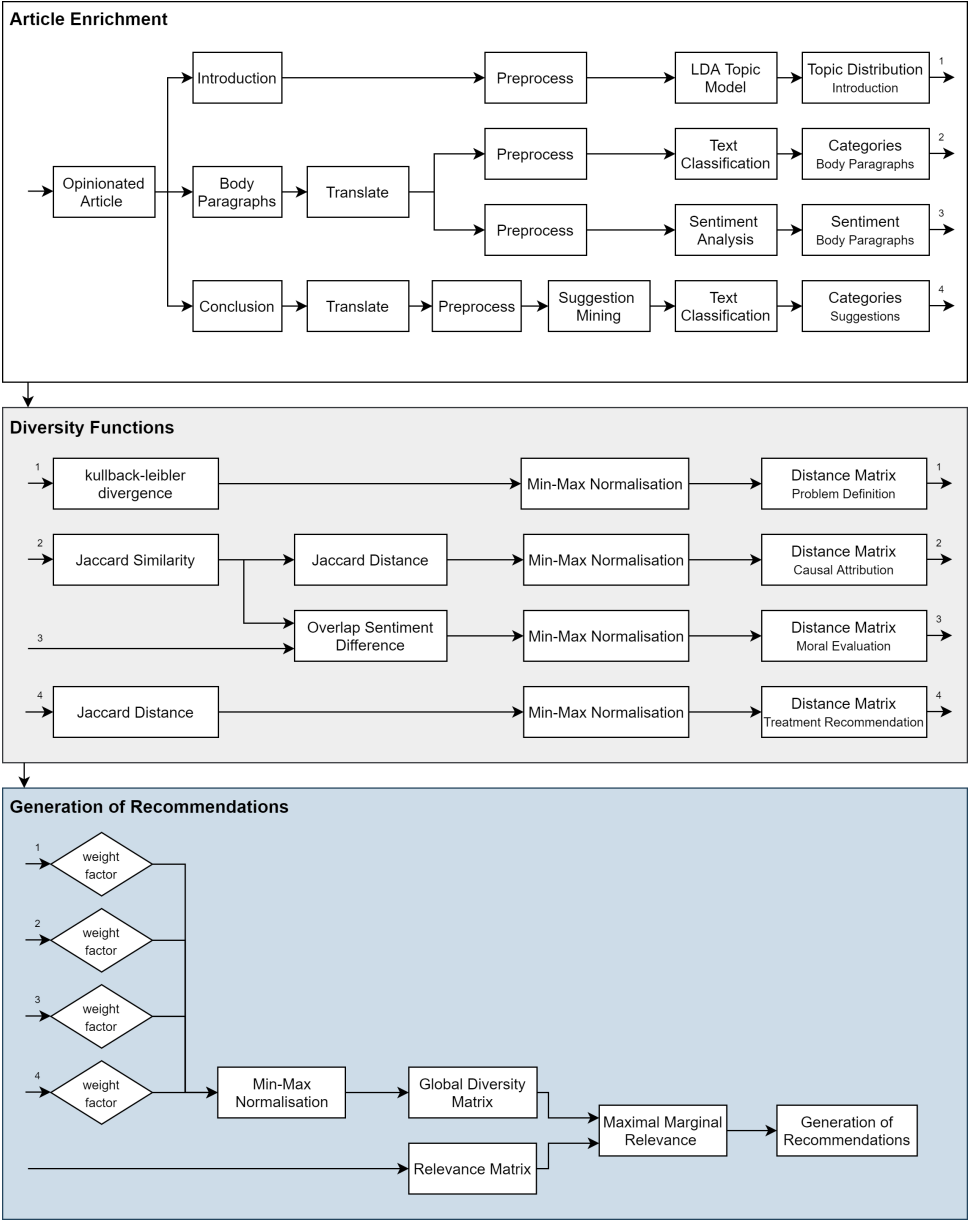 Article Enrichment
Introduction
Preprocess
LDA Topic
Model
Topic Distribution
Introduction
1
Preprocess
Text
Classification
Categories
Body Paragraphs
2
Opinionated
Article
Body
Paragraphs
Translate
Preprocess
Sentiment
Analysis
Sentiment
Body Paragraphs
3
Conclusion
Translate
Preprocess
Suggestion
Mining
Text
Classification
Categories
Suggestions
4
Diversity Functions
1
kullback-leibler
divergence
Min-Max Normalisation
Distance Matrix
Problem Definition
1
2
Jaccard Similarity
Jaccard Distance
Min-Max Normalisation
Distance Matrix
Causal Attribution
2
3
Overlap Sentiment
Difference
Min-Max Normalisation
Distance Matrix
Moral Evaluation
3
4
Jaccard Distance
Min-Max Normalisation
Distance Matrix
Treatment Recommendation
4
Generation of Recommendations
1
weight
factor
2
weight
factor
3
weight
factor
4
weight
factor
Min-Max
Normalisation
Global Diversity
Matrix
Relevance Matrix
Maximal Marginal
Relevance
Generation of
Recommendations